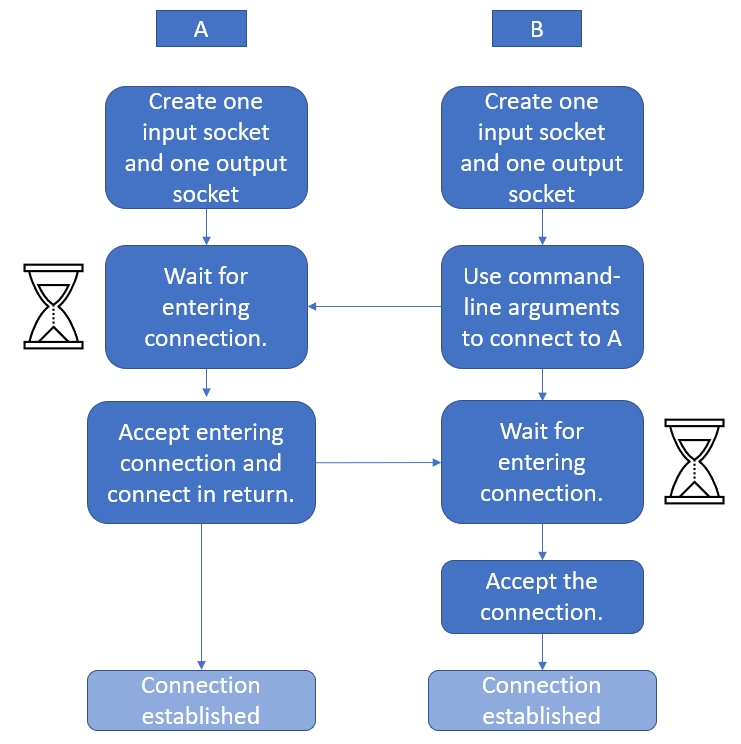 A
B
Create one
input socket
and one output
socket
Create one
input socket
and one output
socket
Wait for
entering
connection.
Use command-
line arguments
to connect to A
Accept entering
connection and
connect in return.
Wait for
entering
connection.
Accept the
connection.
Connection
established
Connection
established